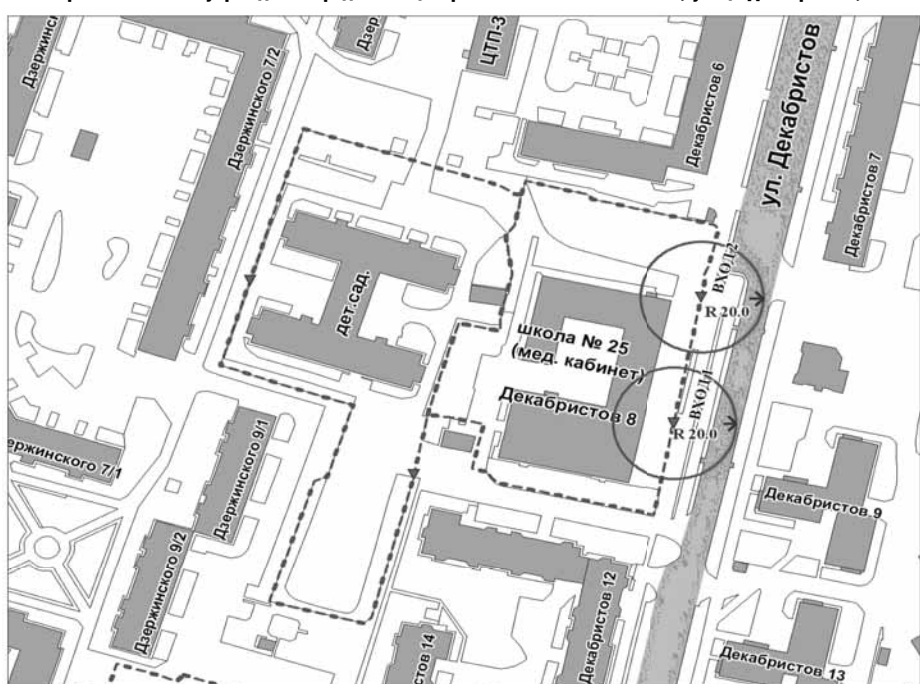 Дзержинского 7/2
ЦТП-3
Декабристов 6
ул. Декабристов
Дзержинского 7/2
Декабристов 7
дет.сад.
ВХОД 2
R 20.0
школа № 25
(мед. кабинет)
Декабристов 8
ВХОД 1
R 20.0
Дзержинского 9/1
Декабристов 9
Дзержинского 9/2
Декабристов 12
Декабристов 13